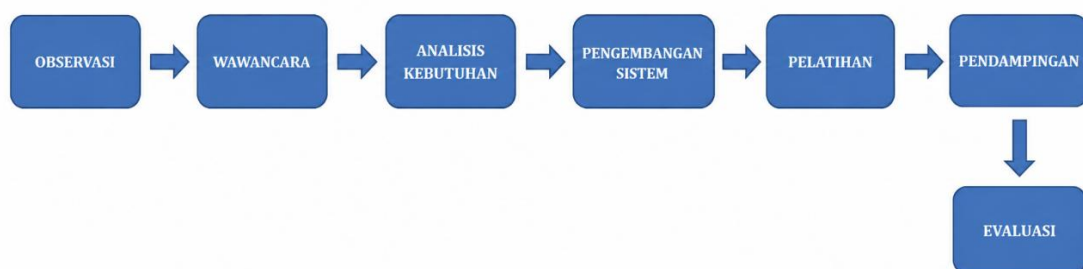 OBSERVASI
WAWANCARA
ANALISIS
KEBUTUHAN
PENGEMBANGAN
SISTEM
PELATIHAN
PENDAMPINGAN
EVALUASI